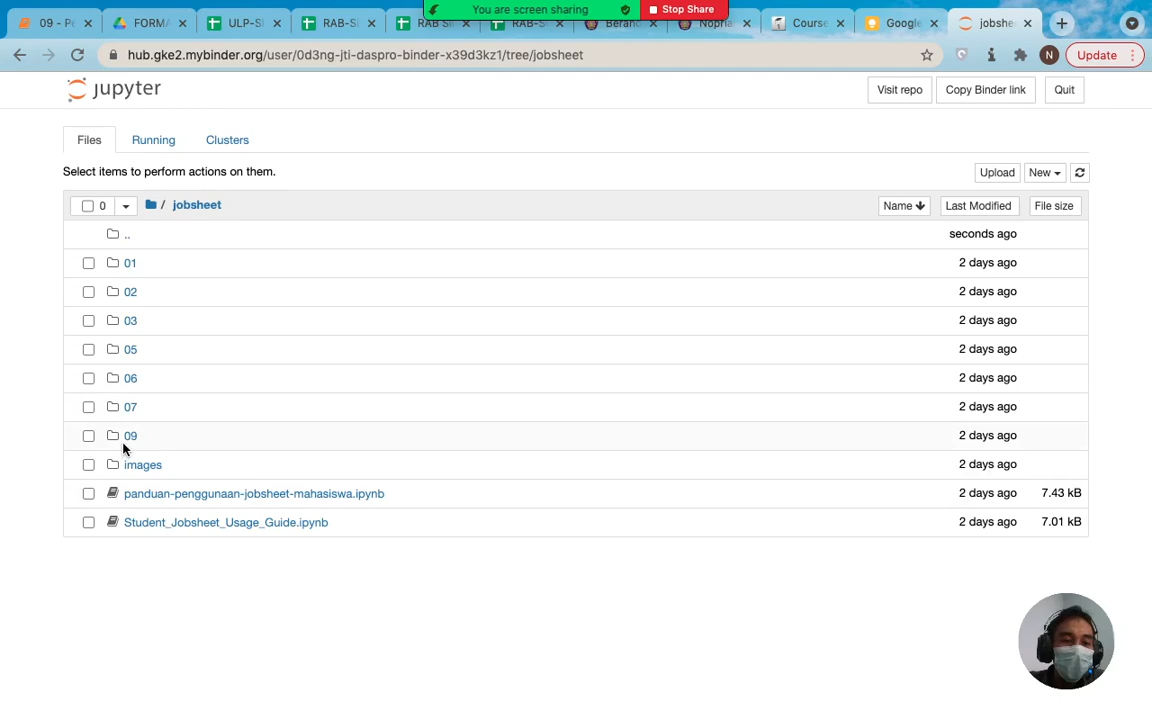 09 - Pe
FORMA
ULP-S
RAB-S
RAB S
RAB-S
Beran
Nopria
Course
Google
jobshe
You are screen sharing
Stop Share
hub.gke2.mybinder.org/user/0d3ng-jti-daspro-binder-x39d3kz1/tree/jobsheet
N
Update
jupyter
Visit repo
Copy Binder link
Quit
Files
Running
Clusters
Select items to perform actions on them.
Upload
New
0
/ jobsheet
Name
Last Modified
File size
.. seconds ago
01 2 days ago
02 2 days ago
03 2 days ago
05 2 days ago
06 2 days ago
07 2 days ago
09 2 days ago
images 2 days ago
panduan-penggunaan-jobsheet-mahasiswa.ipynb 2 days ago 7.43 kB
Student_Jobsheet_Usage_Guide.ipynb 2 days ago 7.01 kB